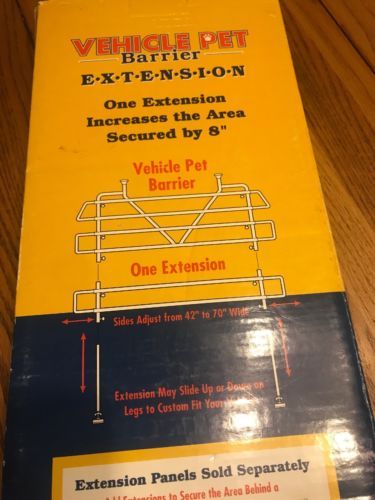 VEHICLE PET
Barrier
E•X•T•E•N•S•I•O•N
One Extension
Increases the Area
Secured by 8"
Vehicle Pet
Barrier
One Extension
Sides Adjust from 42" to 70" Wide
Extension May Slide Up or Down on
Legs to Custom Fit Your
Extension Panels Sold Separately
Extensions to Secure the Area Behind a